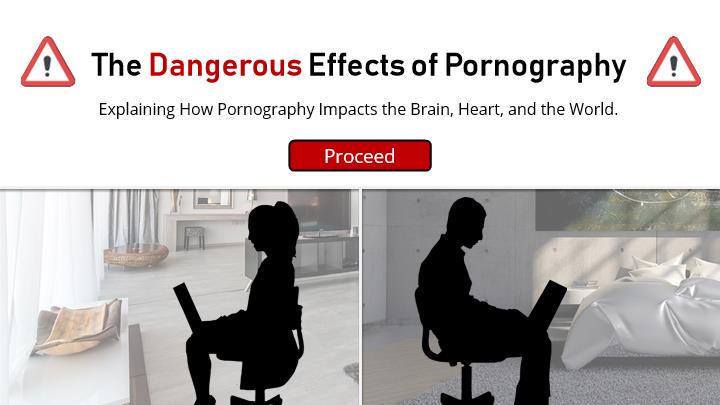 The Dangerous Effects of Pornography
Explaining How Pornography Impacts the Brain, Heart, and the World.
Proceed